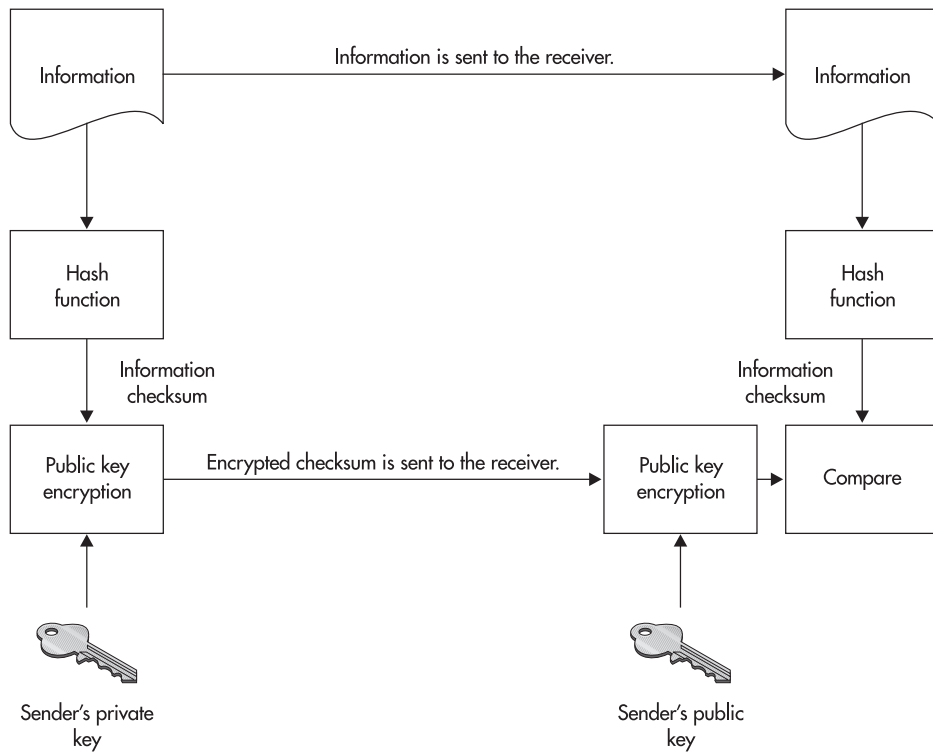 Information is sent to the receiver.
Information
Information
Hash
function
Hash
function
Information
checksum
Information
checksum
Public key
encryption
Encrypted checksum is sent to the receiver.
Public key
encryption
Compare
Sender's private
key
Sender's public
key